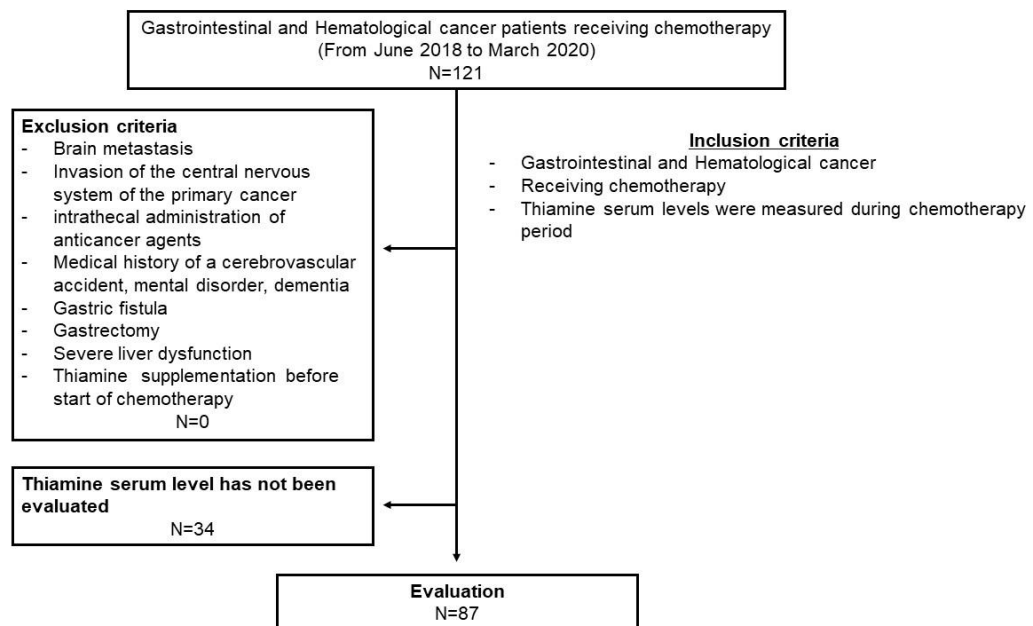 Gastrointestinal and Hematological cancer patients receiving chemotherapy
(From June 2018 to March 2020)
N=121
Exclusion criteria
- Brain metastasis
- Invasion of the central nervous
system of the primary cancer
- intrathecal administration of
anticancer agents
- Medical history of a cerebrovascular
accident, mental disorder, dementia
- Gastric fistula
- Gastrectomy
- Severe liver dysfunction
- Thiamine supplementation before
start of chemotherapy
N=0
Inclusion criteria
- Gastrointestinal and Hematological cancer
- Receiving chemotherapy
- Thiamine serum levels were measured during chemotherapy
period
Thiamine serum level has not been
evaluated
N=34
Evaluation
N=87